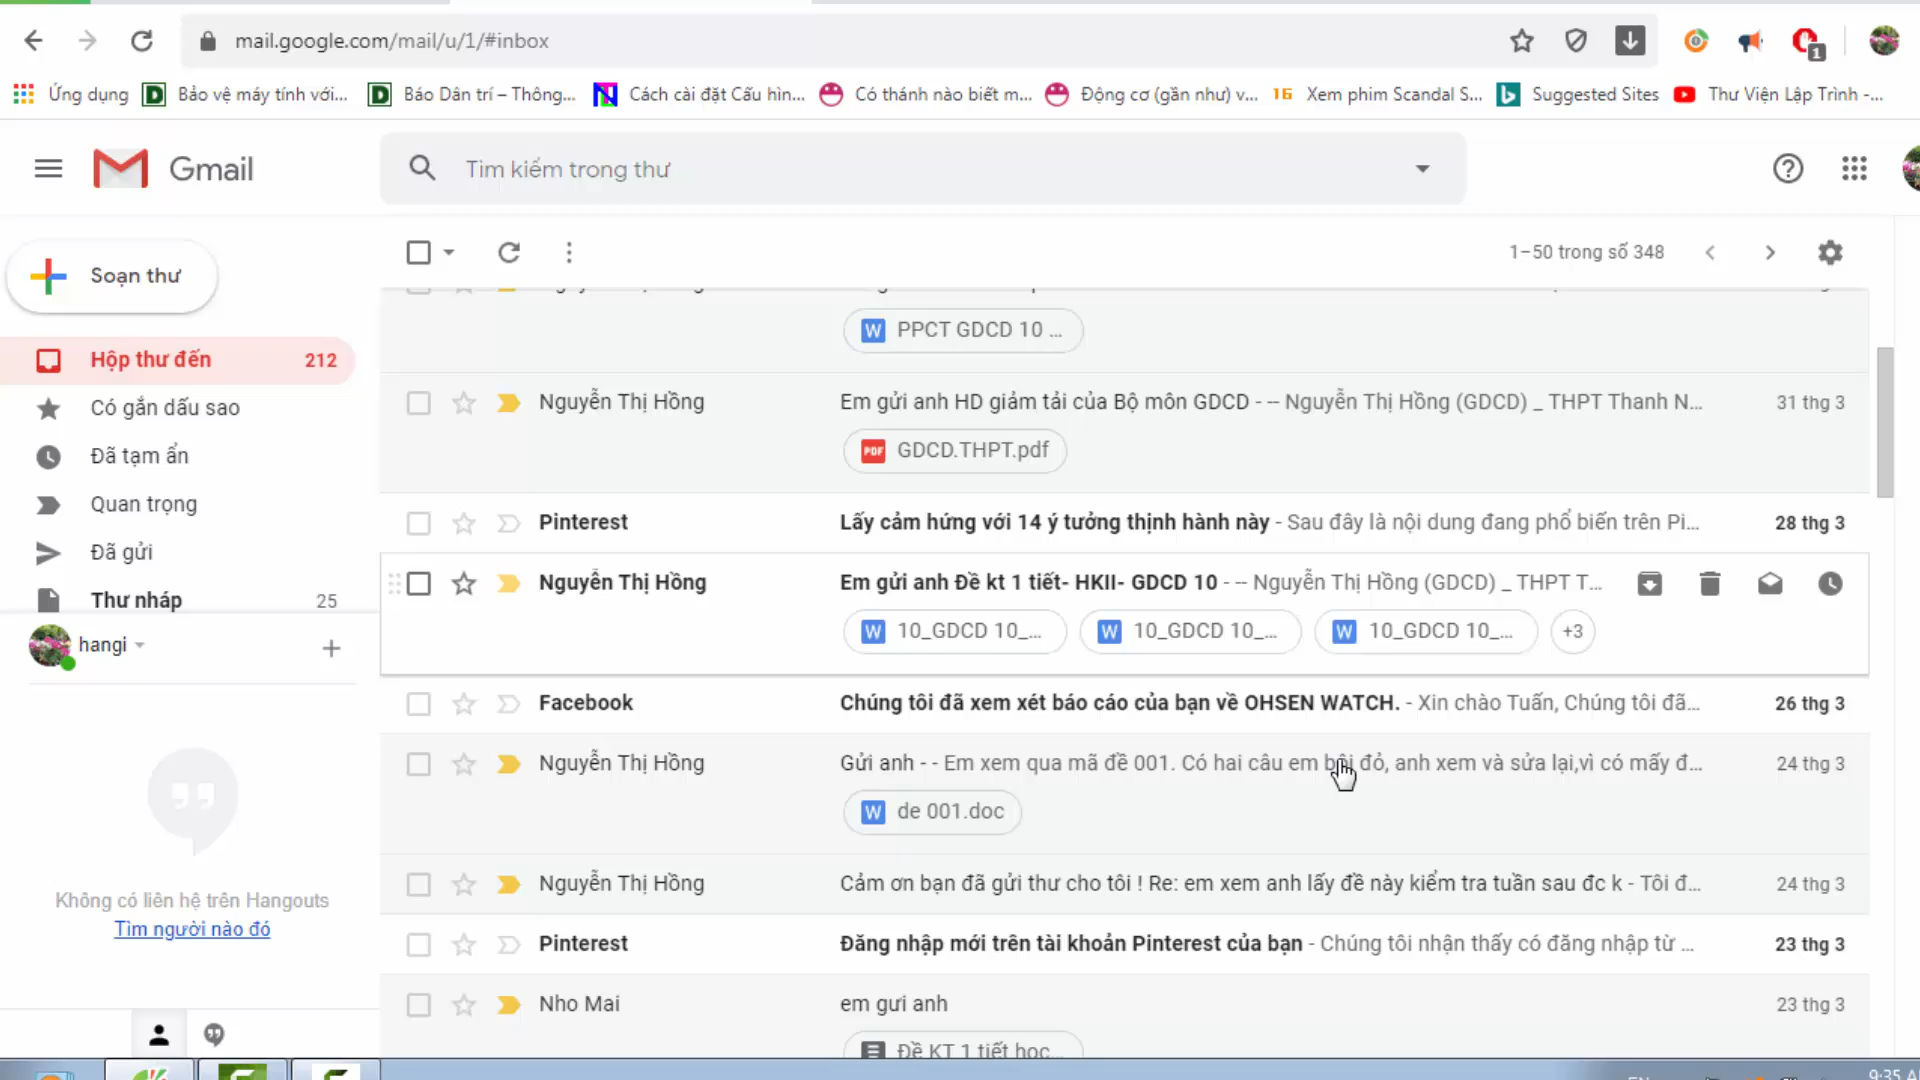 mail.google.com/mail/u/1/#inbox
1
Ứng dụng
Bảo vệ máy tính với...
Báo Dân trí – Thông...
Cách cài đặt Cấu hìn...
Có thánh nào biết m...
Động cơ (gần như) v...
16 Xem phim Scandal S...
Suggested Sites
Thư Viện Lập Trình -...
Gmail
Tìm kiếm trong thư
Soạn thư
1–50 trong số 348
Hộp thư đến 212
Có gắn dấu sao
Đã tạm ẩn
Quan trọng
Đã gửi
Thư nháp 25
hangi
Không có liên hệ trên Hangouts
Tìm người nào đó
W PPCT GDCD 10 ...
Nguyễn Thị Hồng Em gửi anh HD giảm tải của Bộ môn GDCD - -- Nguyễn Thị Hồng (GDCD) _ THPT Thanh N... 31 thg 3
PDF GDCD.THPT.pdf
Pinterest Lấy cảm hứng với 14 ý tưởng thịnh hành này - Sau đây là nội dung đang phổ biến trên Pi... 28 thg 3
Nguyễn Thị Hồng Em gửi anh Đề kt 1 tiết- HKII- GDCD 10 - -- Nguyễn Thị Hồng (GDCD) _ THPT T...
W 10_GDCD 10_... W 10_GDCD 10_... W 10_GDCD 10_... +3
Facebook Chúng tôi đã xem xét báo cáo của bạn về OHSEN WATCH. - Xin chào Tuấn, Chúng tôi đã... 26 thg 3
Nguyễn Thị Hồng Gửi anh - - Em xem qua mã đề 001. Có hai câu em bôi đỏ, anh xem và sửa lại,vì có mấy đ... 24 thg 3
W de 001.doc
Nguyễn Thị Hồng Cảm ơn bạn đã gửi thư cho tôi ! Re: em xem anh lấy đề này kiểm tra tuần sau đc k - Tôi đ... 24 thg 3
Pinterest Đăng nhập mới trên tài khoản Pinterest của bạn - Chúng tôi nhận thấy có đăng nhập từ ... 23 thg 3
Nho Mai em gưi anh 23 thg 3
Đề KT 1 tiết hoc...